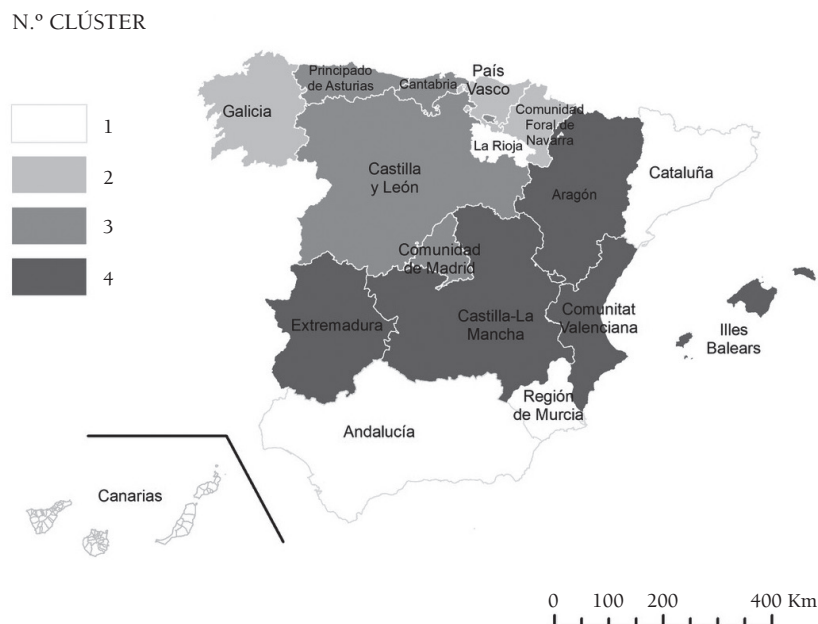 N.º CLÚSTER
1
2
3
4
Galicia
Principado
de Asturias
Cantabria
País
Vasco
Comunidad
Foral de
Navarra
La Rioja
Castilla
y León
Aragón
Cataluña
Comunidad
de Madrid
Extremadura
Castilla-La
Mancha
Comunitat
Valenciana
Illes
Balears
Región
de Murcia
Andalucía
Canarias
0 100 200 400 Km